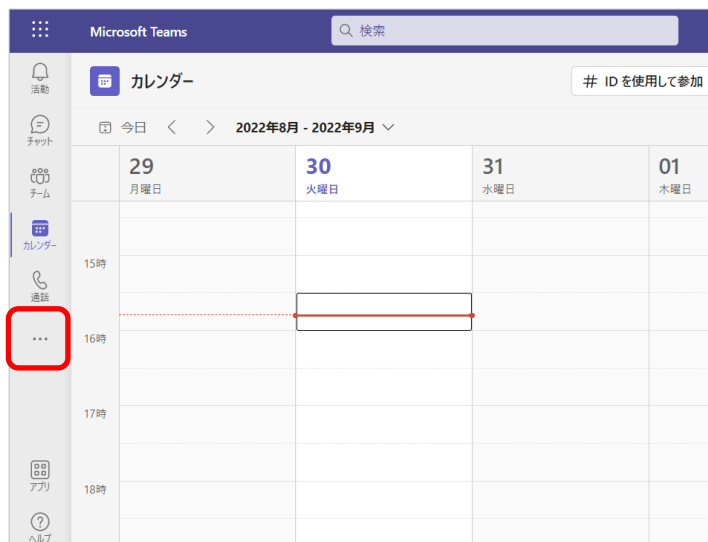 Microsoft Teams
検索
活動
チャット
チーム
カレンダー
通話
...
アプリ
ヘルプ
カレンダー
# ID を使用して参加
今日
2022年8月 - 2022年9月
29
月曜日
30
火曜日
31
水曜日
01
木曜日
15時
16時
17時
18時